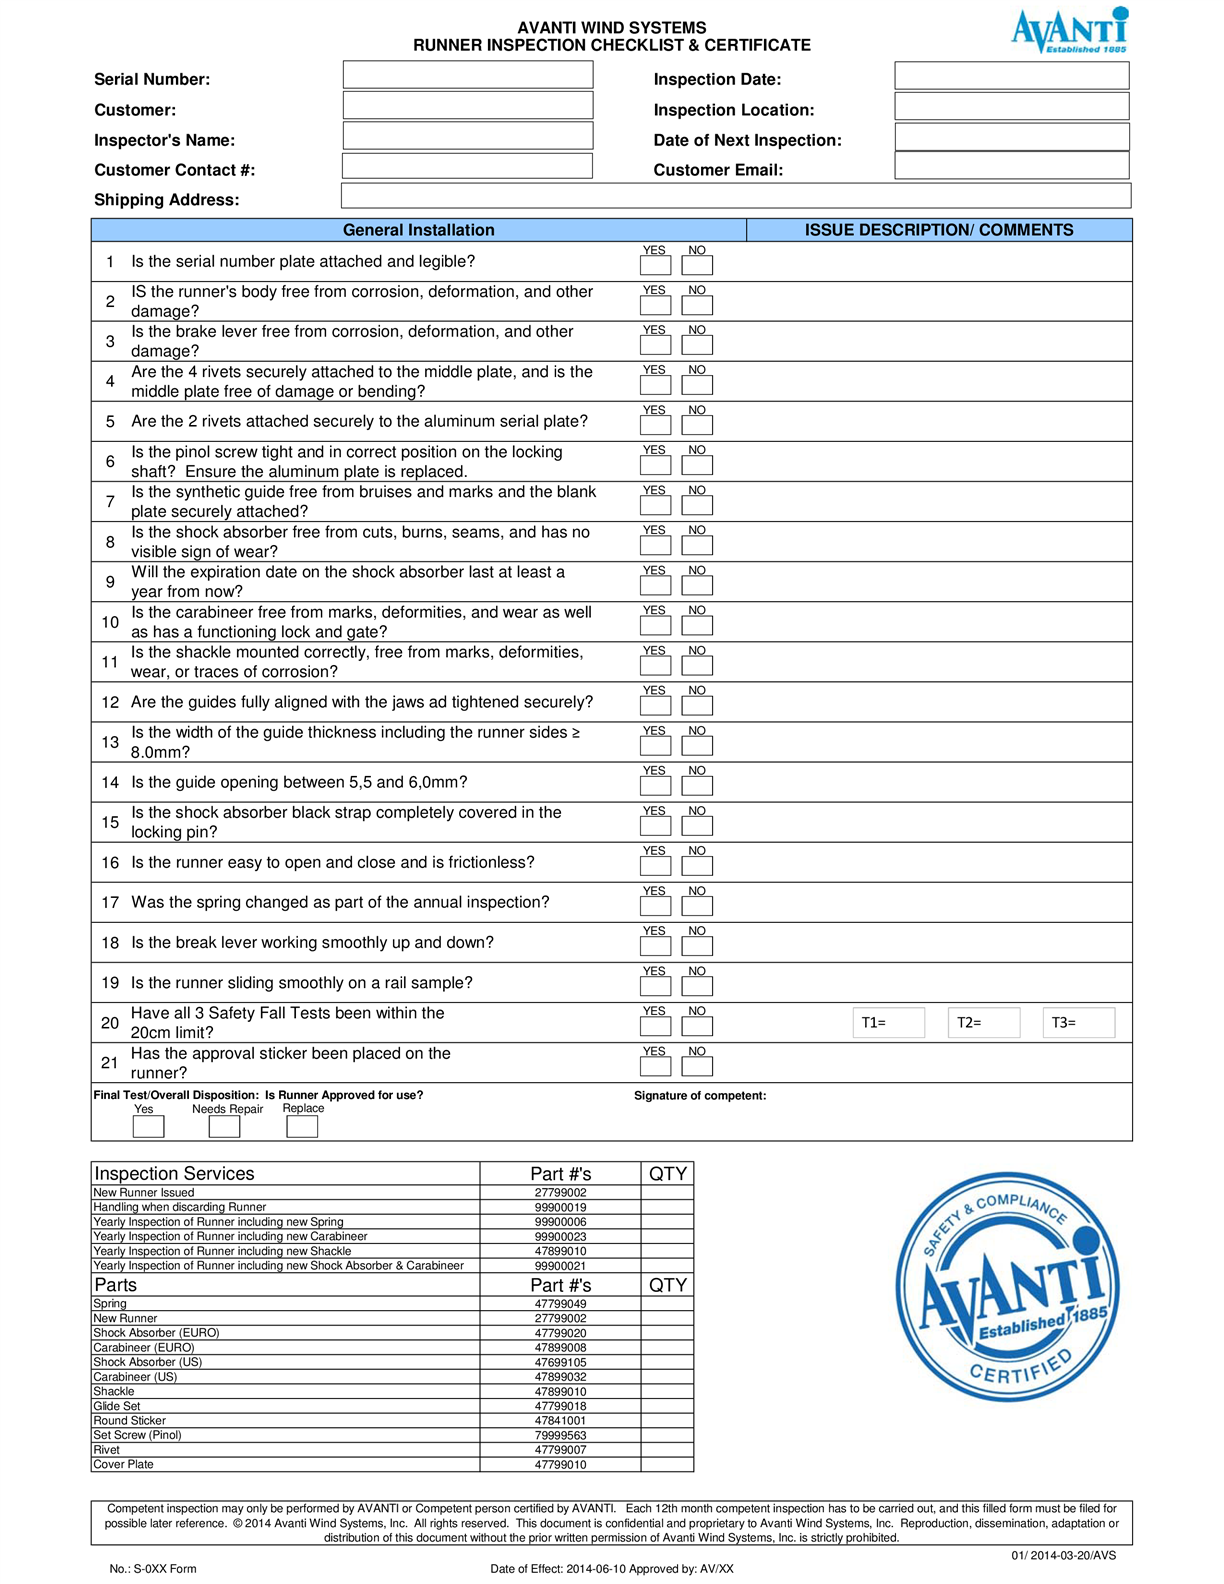 AVANTI WIND SYSTEMS
RUNNER INSPECTION CHECKLIST & CERTIFICATE
AVANTI
Established 1885
Serial Number:
Inspection Date:
Customer:
Inspection Location:
Inspector's Name:
Date of Next Inspection:
Customer Contact #:
Customer Email:
Shipping Address:
General Installation ISSUE DESCRIPTION/ COMMENTS
1 Is the serial number plate attached and legible? YES NO
2 IS the runner's body free from corrosion, deformation, and other YES NO
damage?
3 Is the brake lever free from corrosion, deformation, and other YES NO
damage?
4 Are the 4 rivets securely attached to the middle plate, and is the YES NO
middle plate free of damage or bending?
5 Are the 2 rivets attached securely to the aluminum serial plate? YES NO
6 Is the pinol screw tight and in correct position on the locking YES NO
shaft?  Ensure the aluminum plate is replaced.
7 Is the synthetic guide free from bruises and marks and the blank YES NO
plate securely attached?
8 Is the shock absorber free from cuts, burns, seams, and has no YES NO
visible sign of wear?
9 Will the expiration date on the shock absorber last at least a YES NO
year from now?
10 Is the carabineer free from marks, deformities, and wear as well YES NO
as has a functioning lock and gate?
11 Is the shackle mounted correctly, free from marks, deformities, YES NO
wear, or traces of corrosion?
12 Are the guides fully aligned with the jaws ad tightened securely? YES NO
13 Is the width of the guide thickness including the runner sides ≥ YES NO
8.0mm?
14 Is the guide opening between 5,5 and 6,0mm? YES NO
15 Is the shock absorber black strap completely covered in the YES NO
locking pin?
16 Is the runner easy to open and close and is frictionless? YES NO
17 Was the spring changed as part of the annual inspection? YES NO
18 Is the break lever working smoothly up and down? YES NO
19 Is the runner sliding smoothly on a rail sample? YES NO
20 Have all 3 Safety Fall Tests been within the YES NO T1= T2= T3=
20cm limit?
21 Has the approval sticker been placed on the YES NO
runner?
Final Test/Overall Disposition:  Is Runner Approved for use? Signature of competent:
Yes Needs Repair Replace
Inspection Services Part #'s QTY
New Runner Issued 27799002
Handling when discarding Runner 99900019
Yearly Inspection of Runner including new Spring 99900006
Yearly Inspection of Runner including new Carabineer 99900023
Yearly Inspection of Runner including new Shackle 47899010
Yearly Inspection of Runner including new Shock Absorber & Carabineer 99900021
Parts Part #'s QTY
Spring 47799049
New Runner 27799002
Shock Absorber (EURO) 47799020
Carabineer (EURO) 47899008
Shock Absorber (US) 47699105
Carabineer (US) 47899032
Shackle 47899010
Glide Set 47799018
Round Sticker 47841001
Set Screw (Pinol) 79999563
Rivet 47799007
Cover Plate 47799010
SAFETY & COMPLIANCE
AVANTI
Established 1885
CERTIFIED
Competent inspection may only be performed by AVANTI or Competent person certified by AVANTI.   Each 12th month competent inspection has to be carried out, and this filled form must be filed for
possible later reference.  © 2014 Avanti Wind Systems, Inc.  All rights reserved.  This document is confidential and proprietary to Avanti Wind Systems, Inc.  Reproduction, dissemination, adaptation or
distribution of this document without the prior written permission of Avanti Wind Systems, Inc. is strictly prohibited.
01/ 2014-03-20/AVS
No.: S-0XX Form Date of Effect: 2014-06-10 Approved by: AV/XX